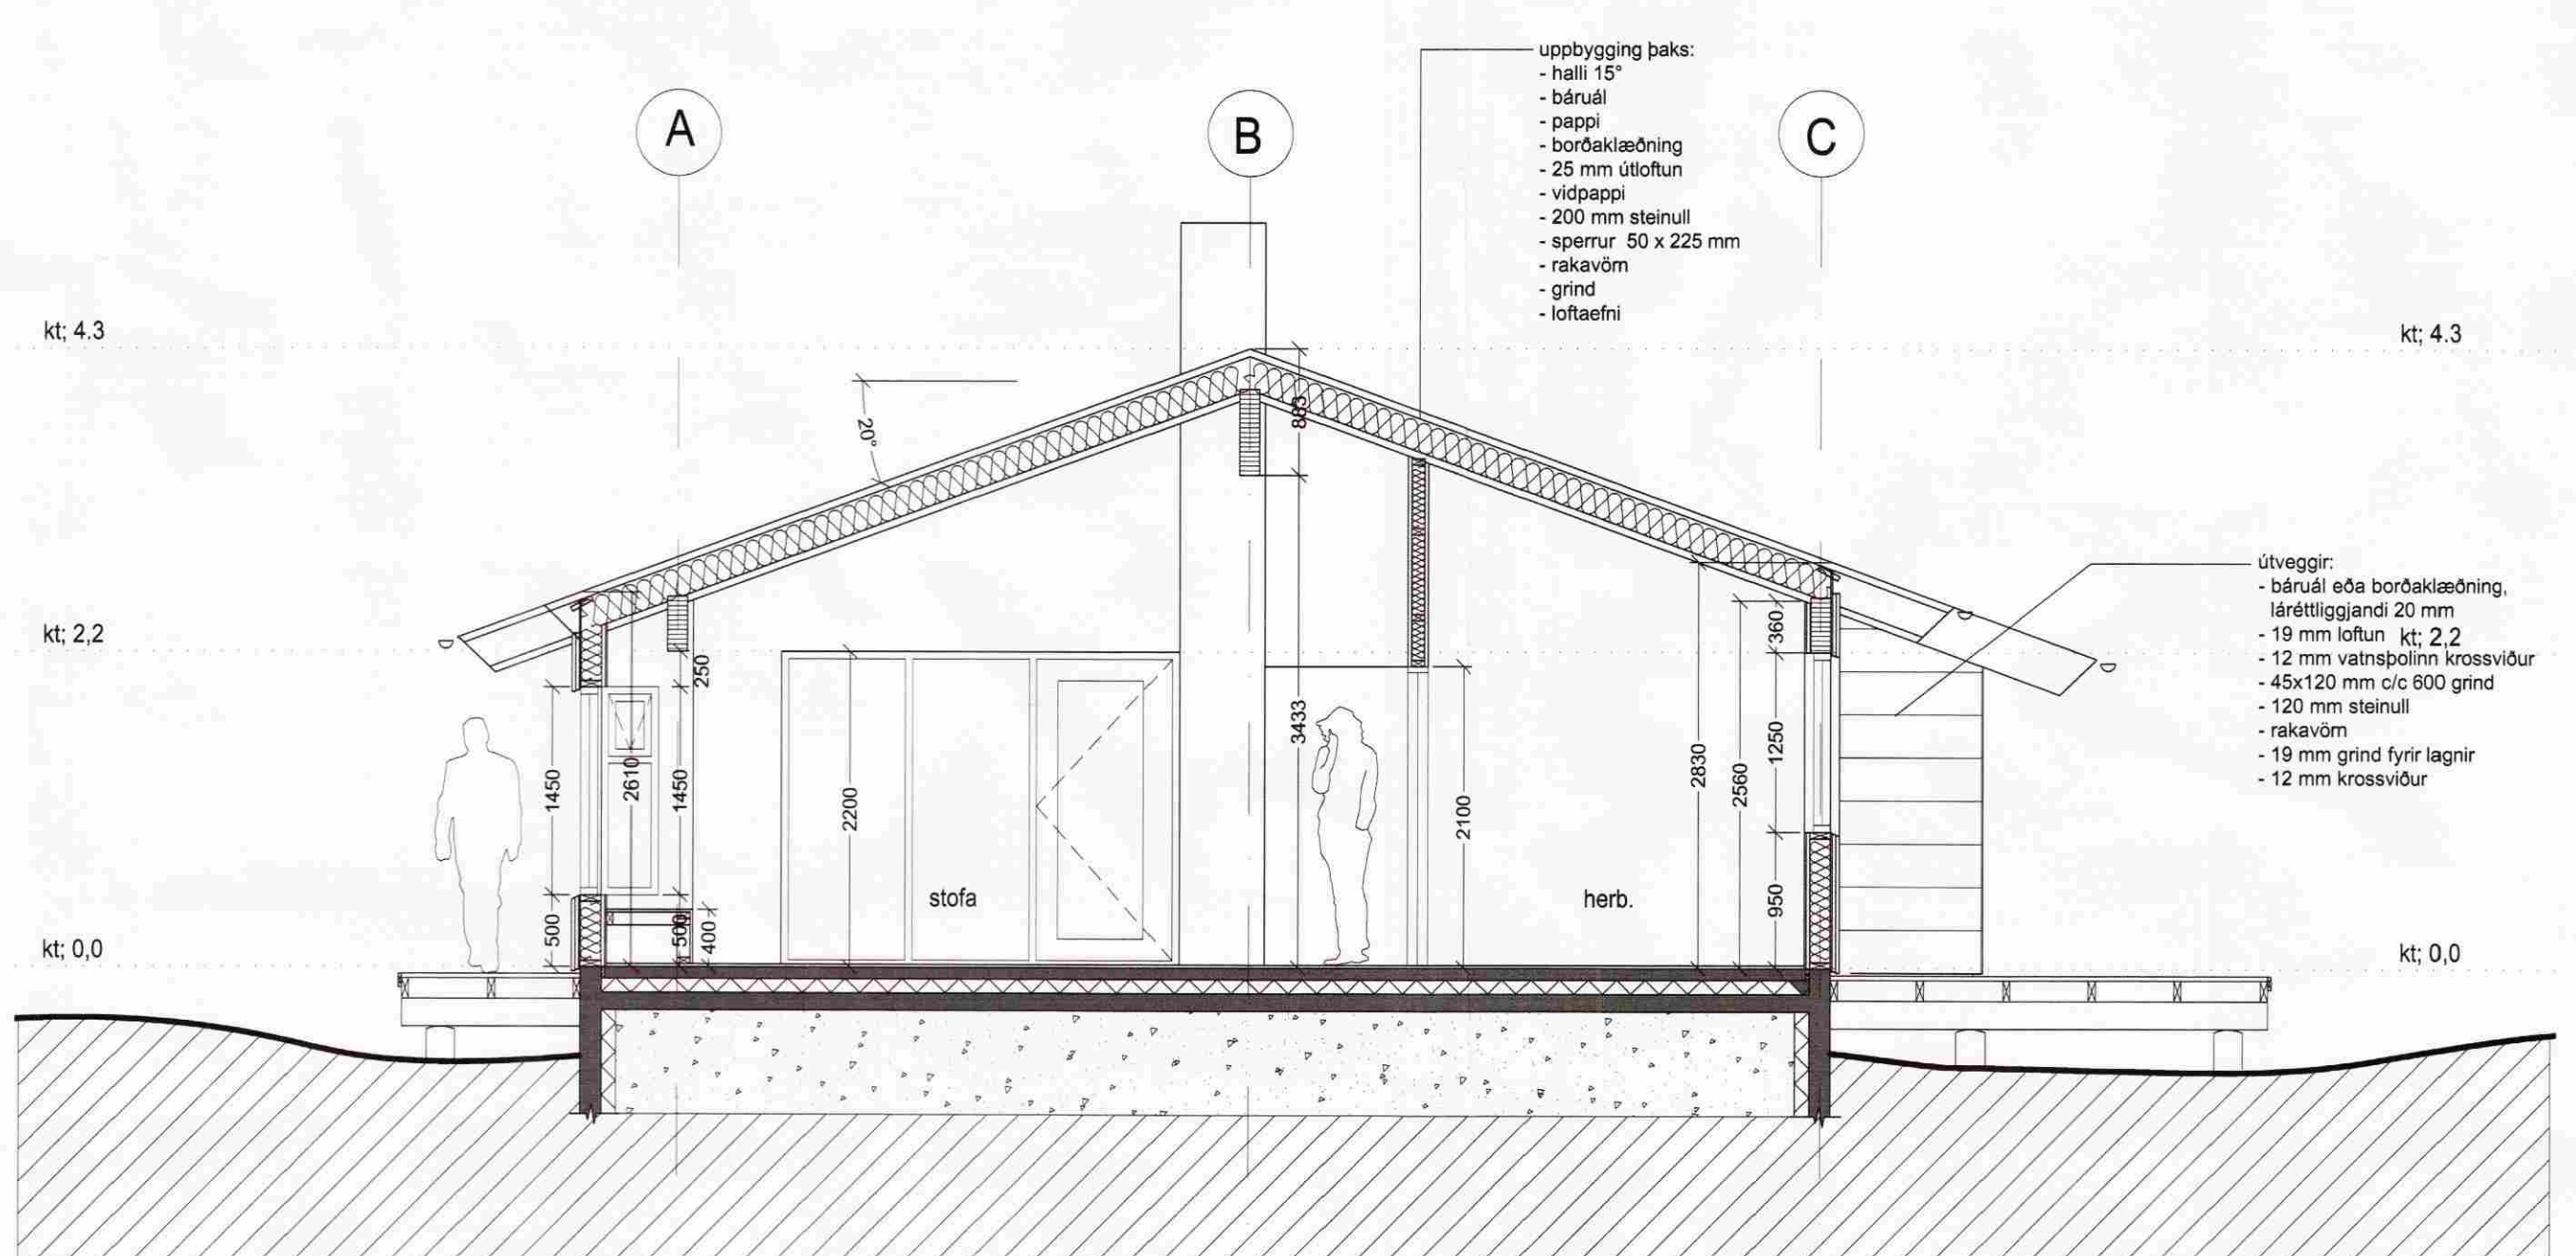 uppbygging þaks:
- halli 15°
- báruál
- pappi
- borðaklæðning
- 25 mm útloftun
- vidpappi
- 200 mm steinull
- sperrur 50 x 225 mm
- rakavörn
- grind
- loftaefni
A
B
C
kt; 4.3
kt; 4.3
20°
883
útveggir:
- báruál eða borðaklæðning,
láréttliggjandi 20 mm
- 19 mm loftun
- 12 mm vatnsþolinn krossviður
- 45x120 mm c/c 600 grind
- 120 mm steinull
- rakavörn
- 19 mm grind fyrir lagnir
- 12 mm krossviður
kt; 2,2
kt; 2,2
250
360
1450
2610
1450
2200
3433
2100
2830
2560
1250
950
stofa
herb.
500
500
400
kt; 0,0
kt; 0,0